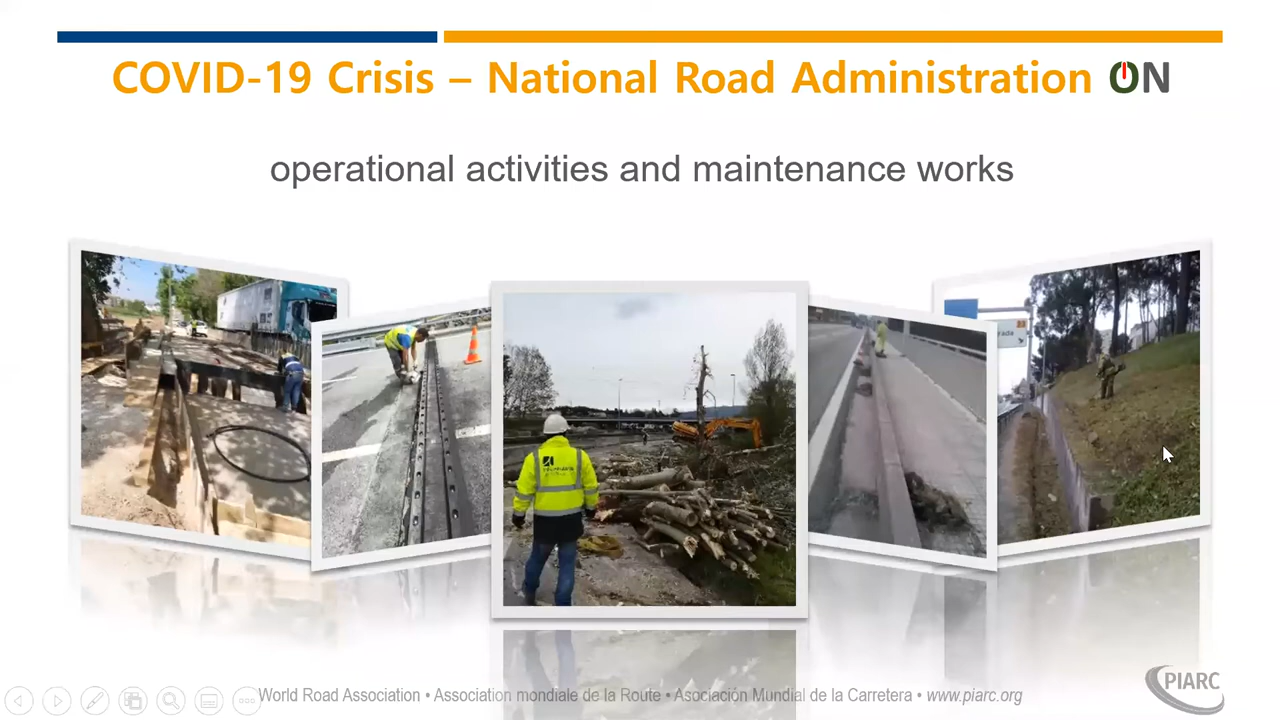 COVID-19 Crisis – National Road Administration ON
operational activities and maintenance works
World Road Association • Association mondiale de la Route • Asociación Mundial de la Carretera • www.piarc.org
PIARC